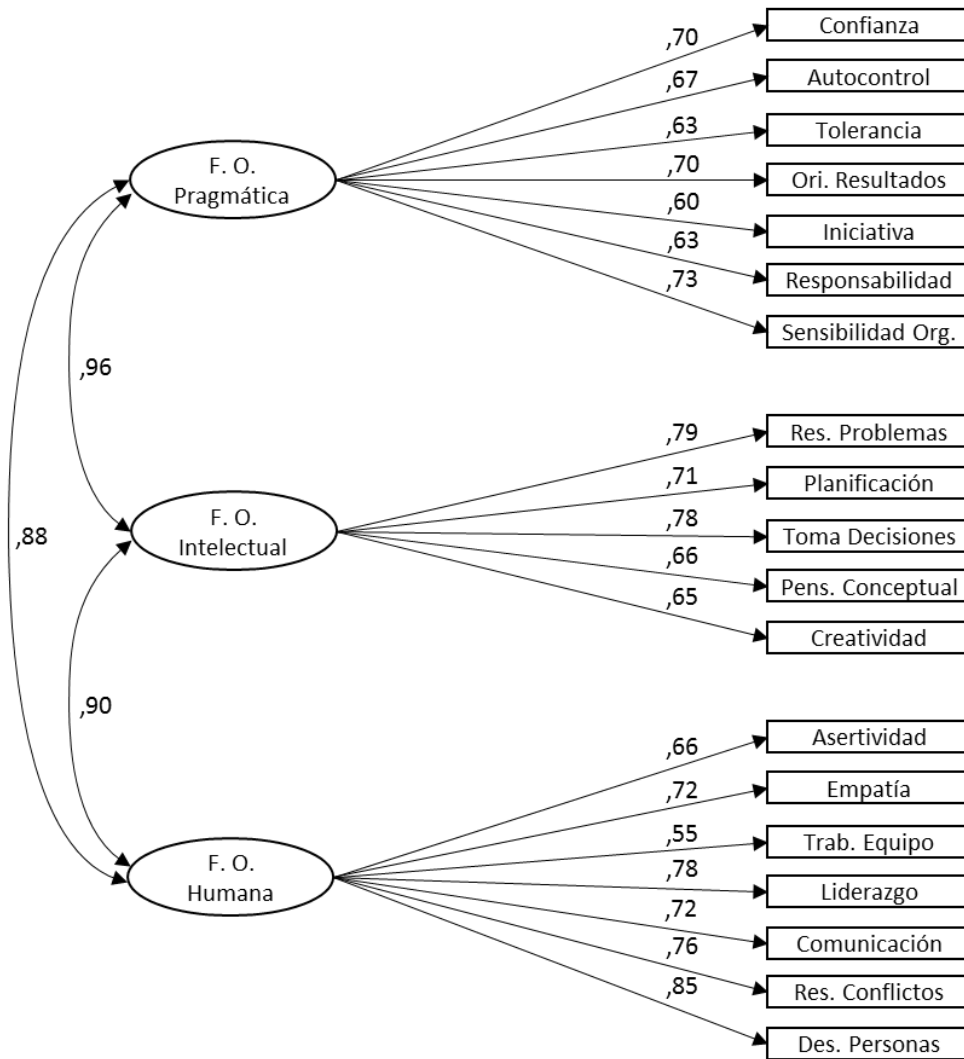 ,70
Confianza
,67
Autocontrol
,63
Tolerancia
F. O.
Pragmática
,70
Ori. Resultados
,60
Iniciativa
,63
Responsabilidad
,73
Sensibilidad Org.
,96
,79
Res. Problemas
,71
Planificación
F. O.
Intelectual
,88
,78
Toma Decisiones
,66
Pens. Conceptual
,65
Creatividad
,90
,66
Asertividad
,72
Empatía
,55
Trab. Equipo
F. O.
Humana
,78
Liderazgo
,72
Comunicación
,76
Res. Conflictos
,85
Des. Personas